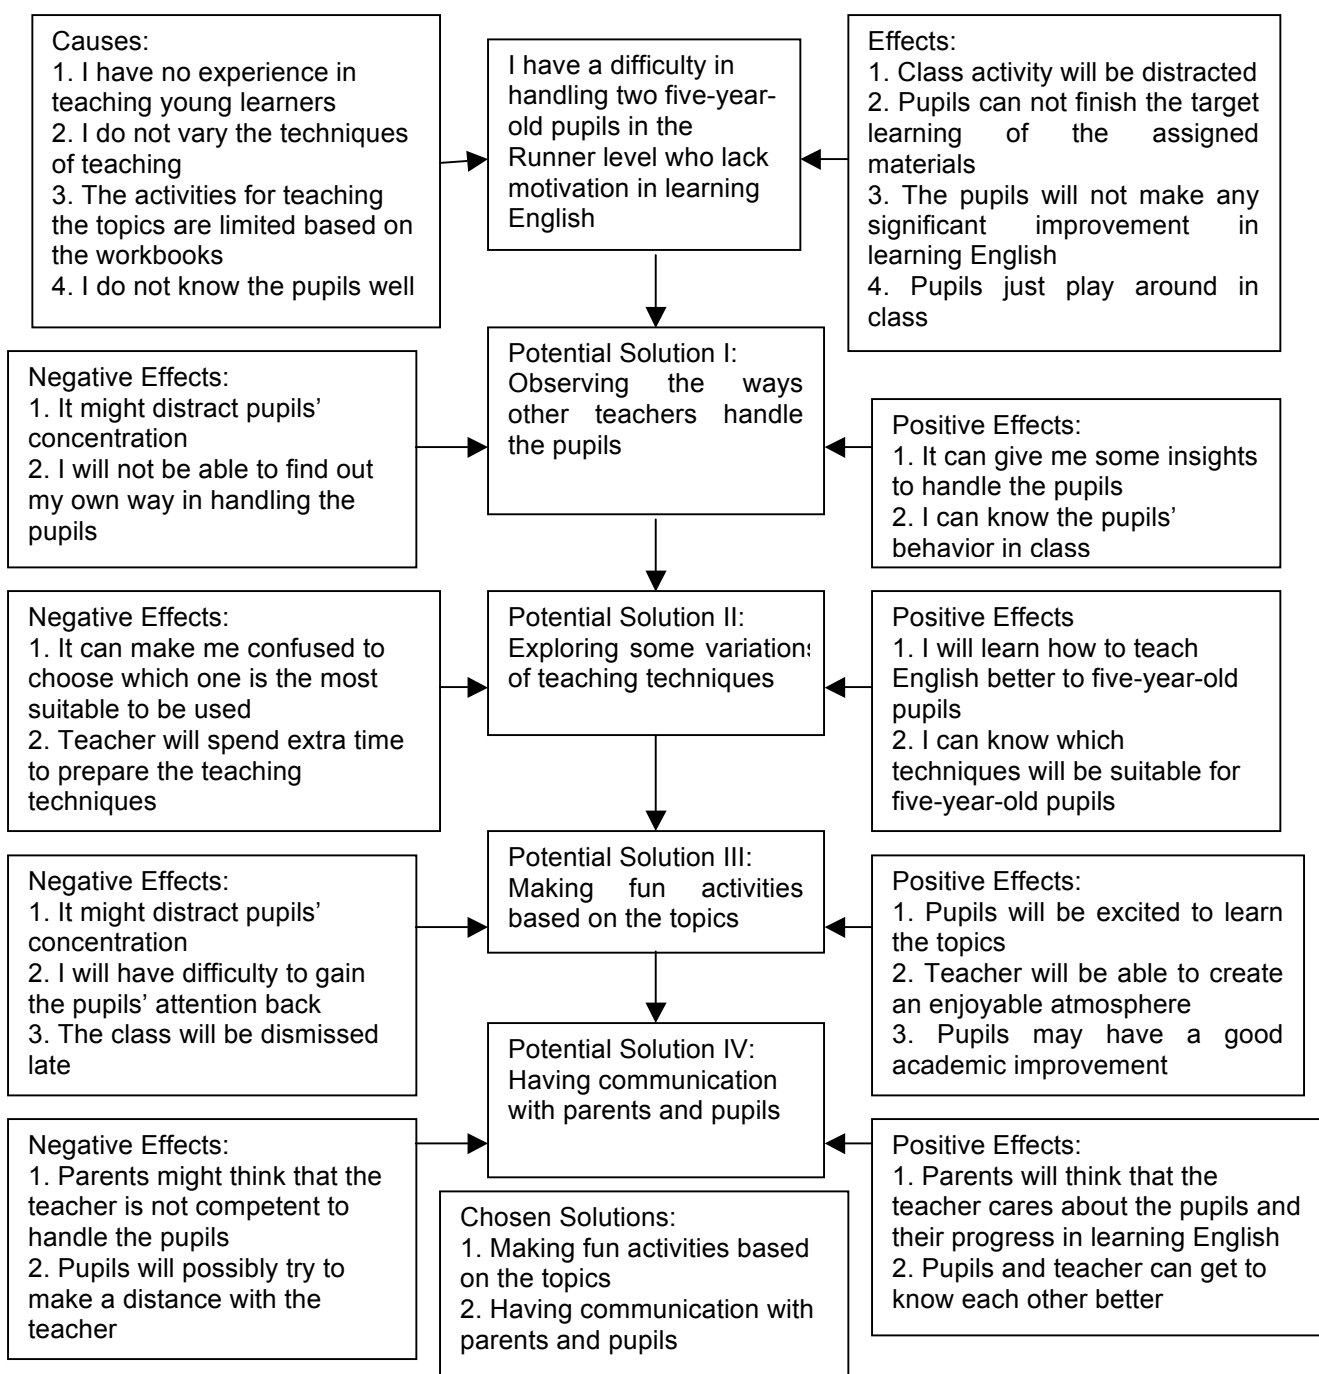 Causes:
1. I have no experience in
teaching young learners
2. I do not vary the techniques
of teaching
3. The activities for teaching
the topics are limited based on
the workbooks
4. I do not know the pupils well
I have a difficulty in
handling two five-year-
old pupils in the
Runner level who lack
motivation in learning
English
Effects:
1. Class activity will be distracted
2. Pupils can not finish the target
learning of the assigned
materials
3. The pupils will not make any
significant improvement in
learning English
4. Pupils just play around in
class
Negative Effects:
1. It might distract pupils’
concentration
2. I will not be able to find out
my own way in handling the
pupils
Potential Solution I:
Observing the ways
other teachers handle
the pupils
Positive Effects:
1. It can give me some insights
to handle the pupils
2. I can know the pupils’
behavior in class
Negative Effects:
1. It can make me confused to
choose which one is the most
suitable to be used
2. Teacher will spend extra time
to prepare the teaching
techniques
Potential Solution II:
Exploring some variations
of teaching techniques
Positive Effects
1. I will learn how to teach
English better to five-year-old
pupils
2. I can know which
techniques will be suitable for
five-year-old pupils
Negative Effects:
1. It might distract pupils’
concentration
2. I will have difficulty to gain
the pupils’ attention back
3. The class will be dismissed
late
Potential Solution III:
Making fun activities
based on the topics
Positive Effects:
1. Pupils will be excited to learn
the topics
2. Teacher will be able to create
an enjoyable atmosphere
3. Pupils may have a good
academic improvement
Negative Effects:
1. Parents might think that the
teacher is not competent to
handle the pupils
2. Pupils will possibly try to
make a distance with the
teacher
Potential Solution IV:
Having communication
with parents and pupils
Positive Effects:
1. Parents will think that the
teacher cares about the pupils and
their progress in learning English
2. Pupils and teacher can get to
know each other better
Chosen Solutions:
1. Making fun activities based
on the topics
2. Having communication with
parents and pupils